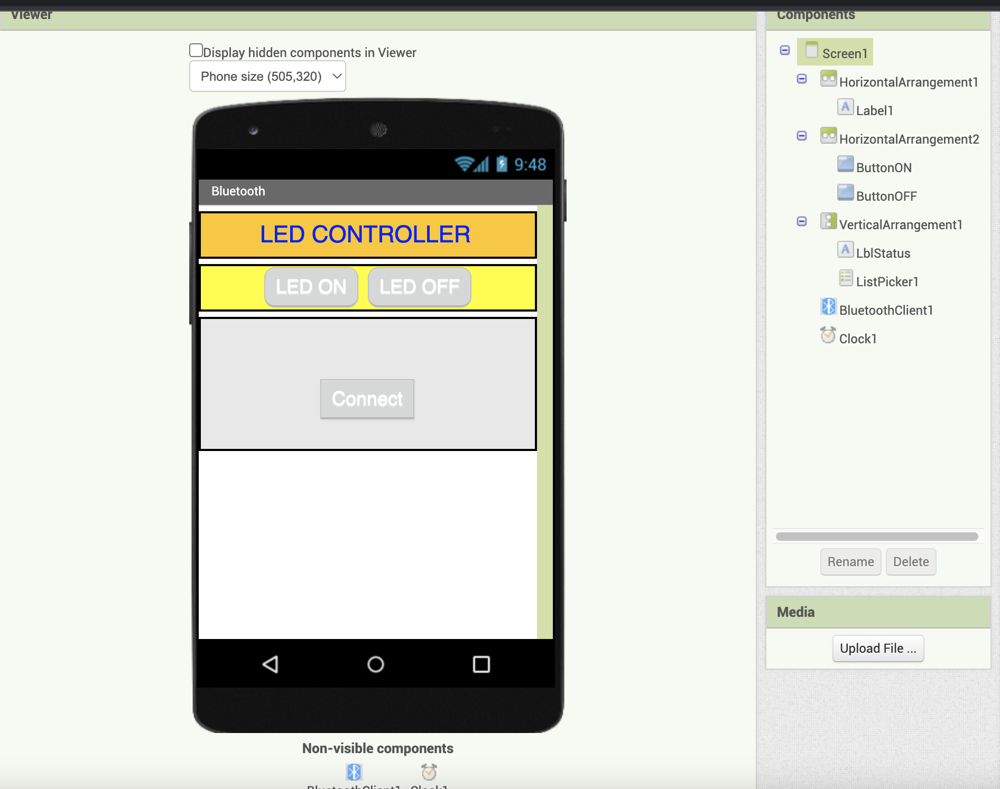 Viewer
Components
Display hidden components in Viewer
Phone size (505,320)
9:48
Bluetooth
LED CONTROLLER
LED ON
LED OFF
Connect
Non-visible components
BluetoothClient1
Clock1
Screen1
HorizontalArrangement1
Label1
HorizontalArrangement2
ButtonON
ButtonOFF
VerticalArrangement1
LblStatus
ListPicker1
BluetoothClient1
Clock1
Rename
Delete
Media
Upload File ...